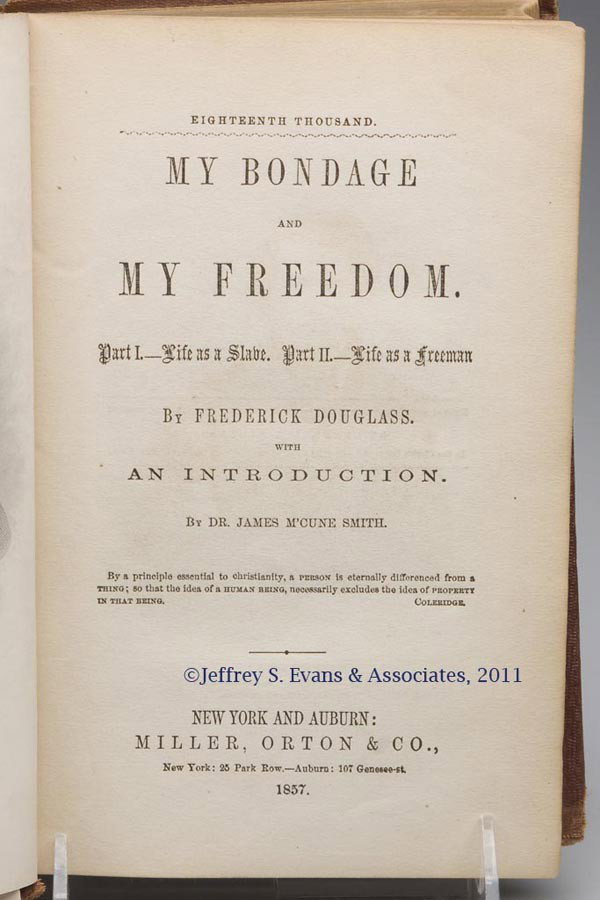 EIGHTEENTH THOUSAND.
MY BONDAGE
AND
MY FREEDOM.
Part I.—Life as a Slave. Part II.—Life as a Freeman
By FREDERICK DOUGLASS.
WITH
AN INTRODUCTION.
By DR. JAMES M'CUNE SMITH.
By a principle essential to christianity, a PERSON is eternally differenced from a
THING; so that the idea of a HUMAN BEING, necessarily excludes the idea of PROPERTY
IN THAT BEING. COLERIDGE.
©Jeffrey S. Evans & Associates, 2011
NEW YORK AND AUBURN:
MILLER, ORTON & CO.,
New York: 25 Park Row.—Auburn: 107 Genesee-st.
1857.